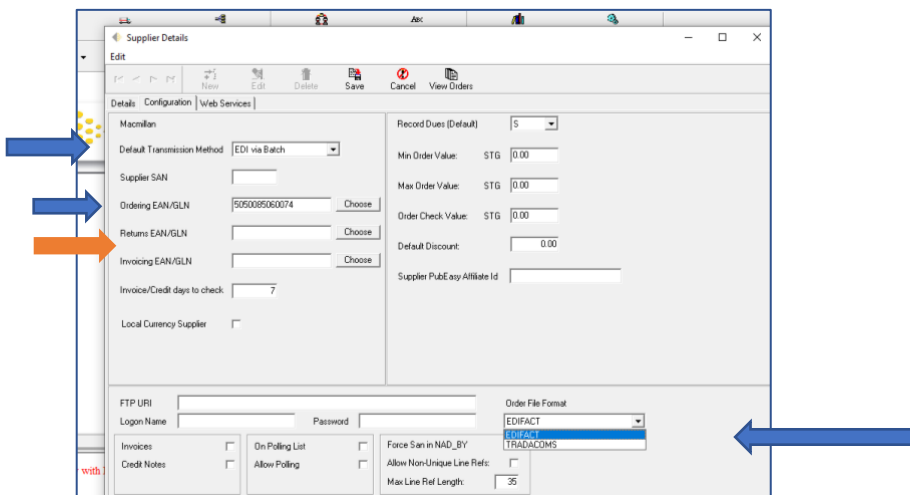 ABC
Supplier Details
Edit
New Edit Delete Save Cancel View Orders
Details Configuration Web Services
Macmillan
Default Transmission Method EDI via Batch
Supplier SAN
Ordering EAN/GLN 5050085060074 Choose
Returns EAN/GLN Choose
Invoicing EAN/GLN Choose
Invoice/Credit days to check 7
Local Currency Supplier
Record Dues (Default) S
Min Order Value: STG 0.00
Max Order Value: STG 0.00
Order Check Value: STG 0.00
Default Discount: 0.00
Supplier PubEasy Affiliate Id
FTP URI
Logon Name Password
Order File Format
EDIFACT
EDIFACT
TRADACOMS
Invoices
Credit Notes
On Polling List
Allow Polling
Force San in NAD_BY
Allow Non-Unique Line Refs:
Max Line Ref Length: 35
with